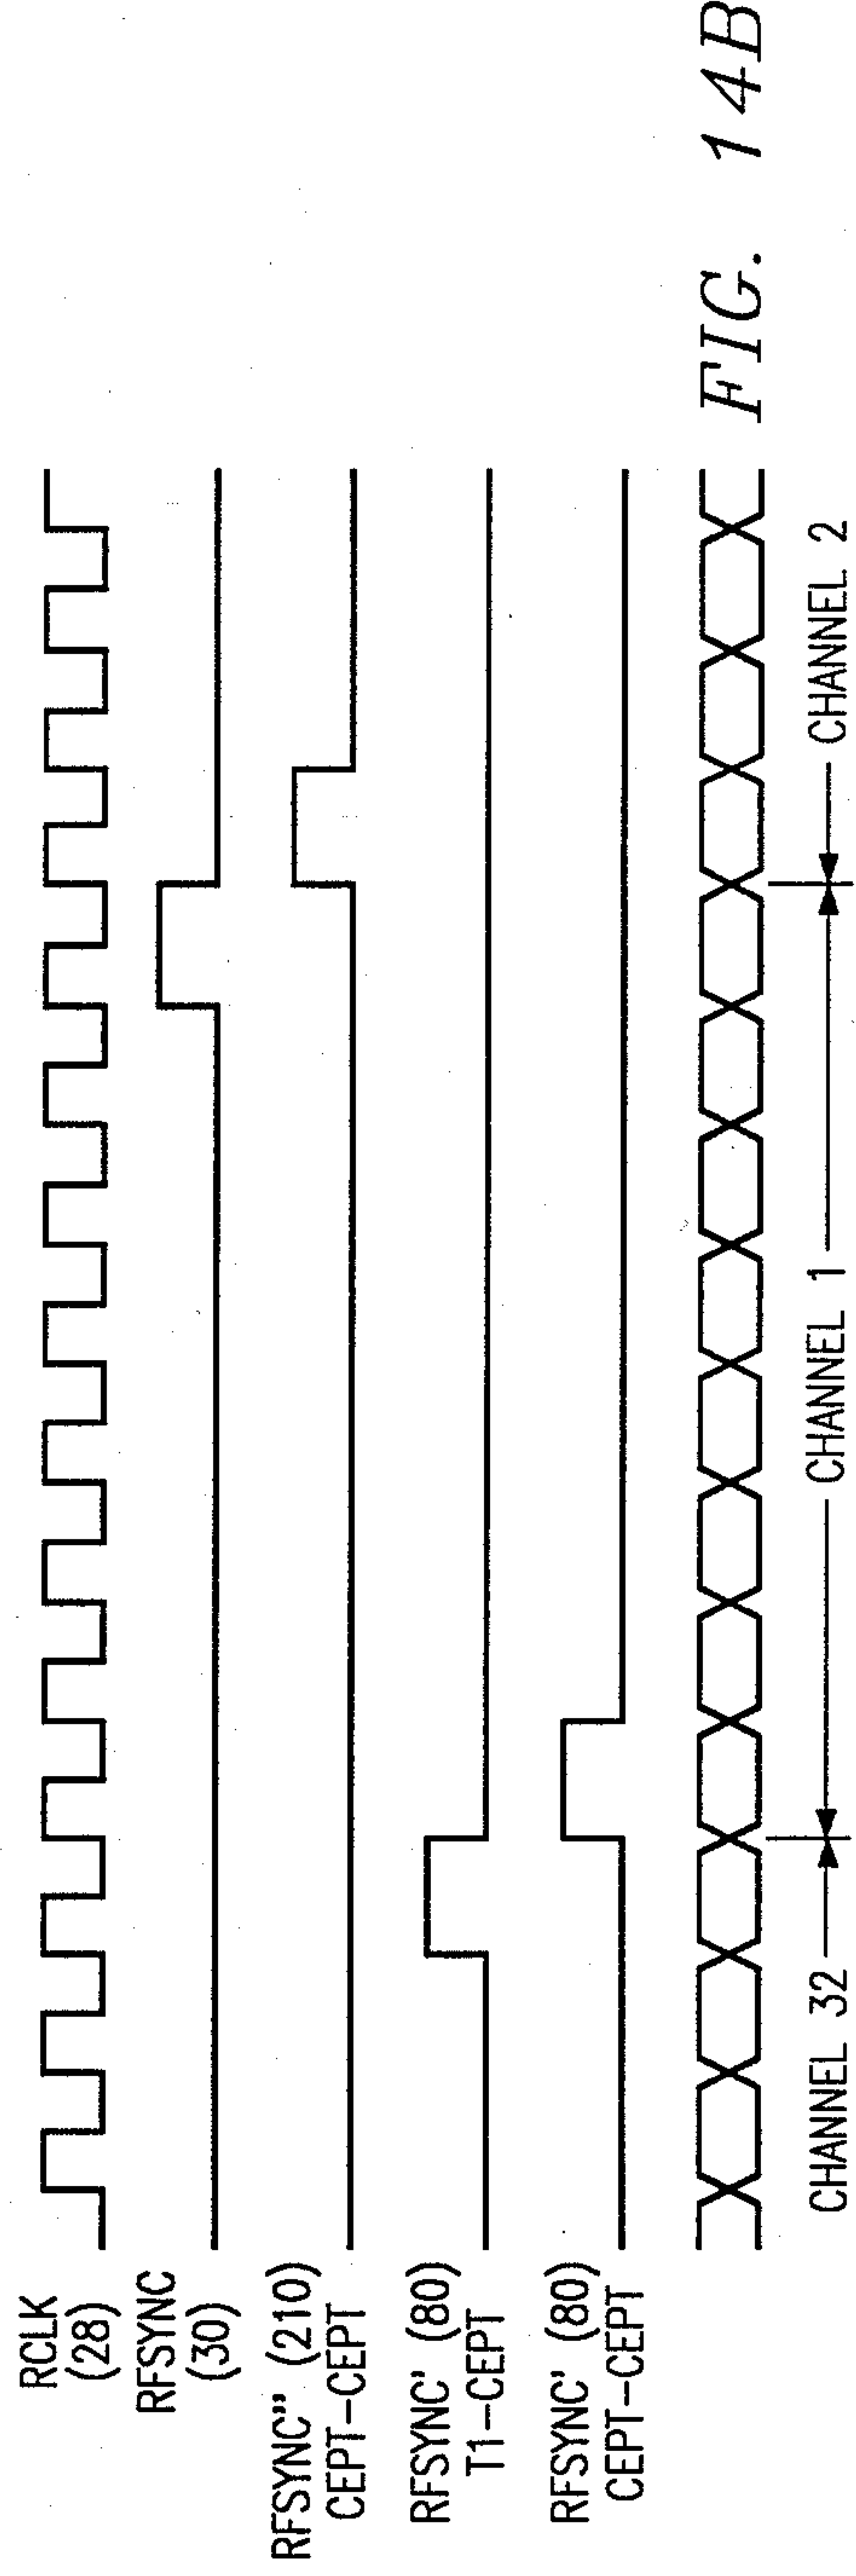 RCLK
(28)
RFSYNC
(30)
RFSYNC" (210)
CEPT-CEPT
RFSYNC' (80)
T1-CEPT
RFSYNC' (80)
CEPT-CEPT
CHANNEL 32
CHANNEL 1
CHANNEL 2
FIG. 14B